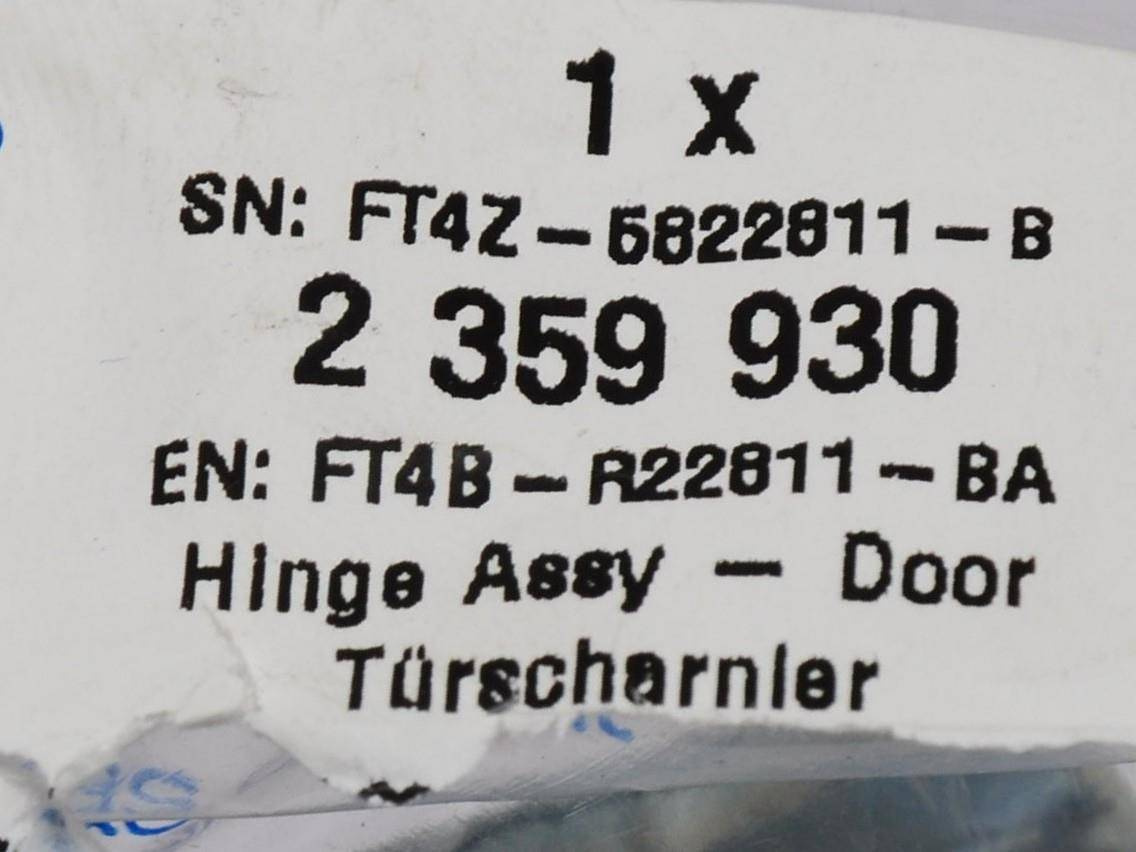 1 x
SN: FT4Z-5822811-B
2 359 930
EN: FT4B-R22811-BA
Hinge Assy - Door
Türscharnier